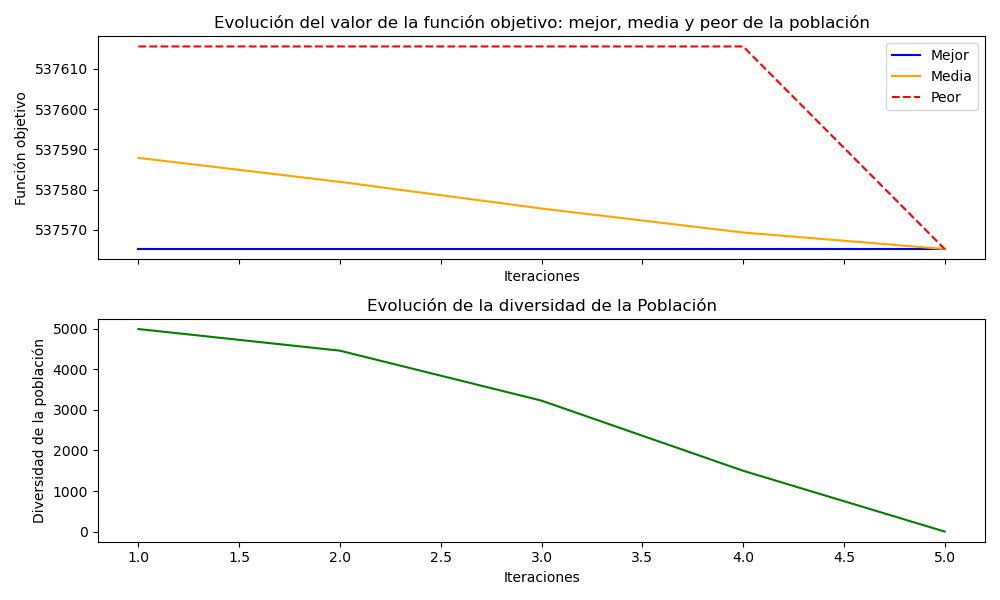 Evolución del valor de la función objetivo: mejor, media y peor de la población
537610
537600
537590
537580
537570
Función objetivo
Mejor
Media
Peor
Iteraciones
Evolución de la diversidad de la Población
5000
4000
3000
2000
1000
0
Diversidad de la población
1.0 1.5 2.0 2.5 3.0 3.5 4.0 4.5 5.0
Iteraciones